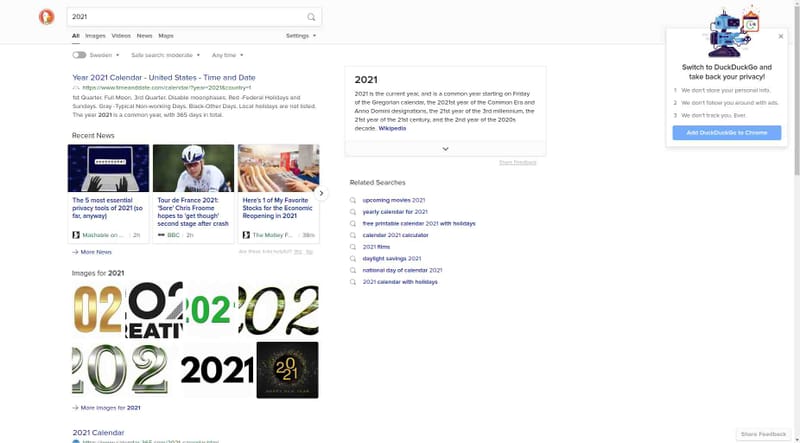 2021
All Images Videos News Maps Settings
Sweden Safe search: moderate Any time
Year 2021 Calendar - United States - Time and Date
https://www.timeanddate.com/calendar/?year=2021&country=1
1st Quarter. Full Moon. 3rd Quarter. Disable moonphases. Red -Federal Holidays and
Sundays. Gray -Typical Non-working Days. Black-Other Days. Local holidays are not listed.
The year 2021 is a common year, with 365 days in total.
Recent News
The 5 most essential
privacy tools of 2021 (so
far, anyway)
Mashable on ... 2h
Tour de France 2021:
'Sore' Chris Froome
hopes to 'get though'
second stage after crash
BBC 2h
Here's 1 of My Favorite
Stocks for the Economic
Reopening in 2021
The Motley F... 38m
More News
Are these links helpful? Yes No
Images for 2021
202
202
REATIV
202
202
202
2021
2021
HAPPY NEW YEAR
More Images for 2021
2021 Calendar
2021
2021 is the current year, and is a common year starting on Friday
of the Gregorian calendar, the 2021st year of the Common Era and
Anno Domini designations, the 21st year of the 3rd millennium, the
21st year of the 21st century, and the 2nd year of the 2020s
decade. Wikipedia
Share Feedback
Related Searches
upcoming movies 2021
yearly calendar for 2021
free printable calendar 2021 with holidays
calendar 2021 calculator
2021 films
daylight savings 2021
national day of calendar 2021
2021 calendar with holidays
Switch to DuckDuckGo and
take back your privacy!
1 We don't store your personal info.
2 We don't follow you around with ads.
3 We don't track you. Ever.
Add DuckDuckGo to Chrome
Share Feedback